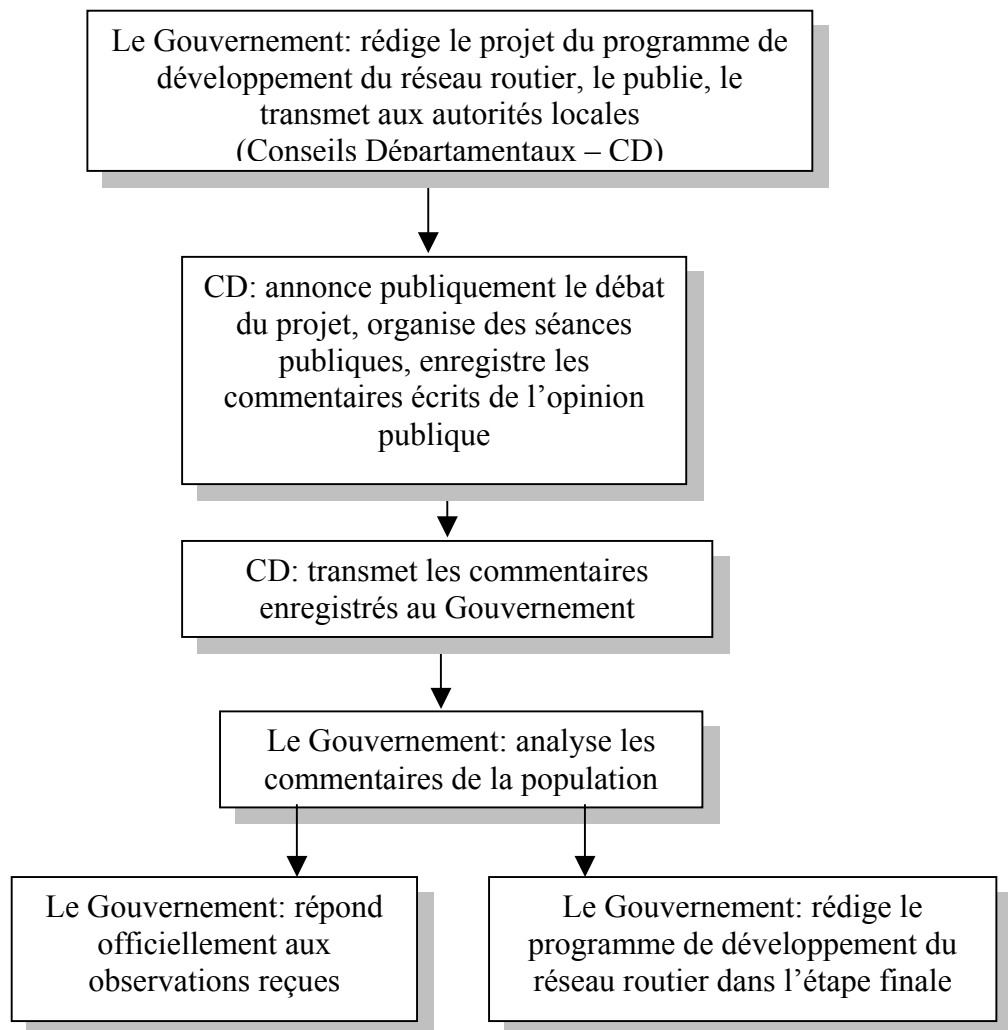 Le Gouvernement: rédige le projet du programme de
développement du réseau routier, le publie, le
transmet aux autorités locales
(Conseils Départamentaux – CD)
CD: annonce publiquement le débat
du projet, organise des séances
publiques, enregistre les
commentaires écrits de l’opinion
publique
CD: transmet les commentaires
enregistrés au Gouvernement
Le Gouvernement: analyse les
commentaires de la population
Le Gouvernement: répond
officiellement aux
observations reçues
Le Gouvernement: rédige le
programme de développement du
réseau routier dans l’étape finale